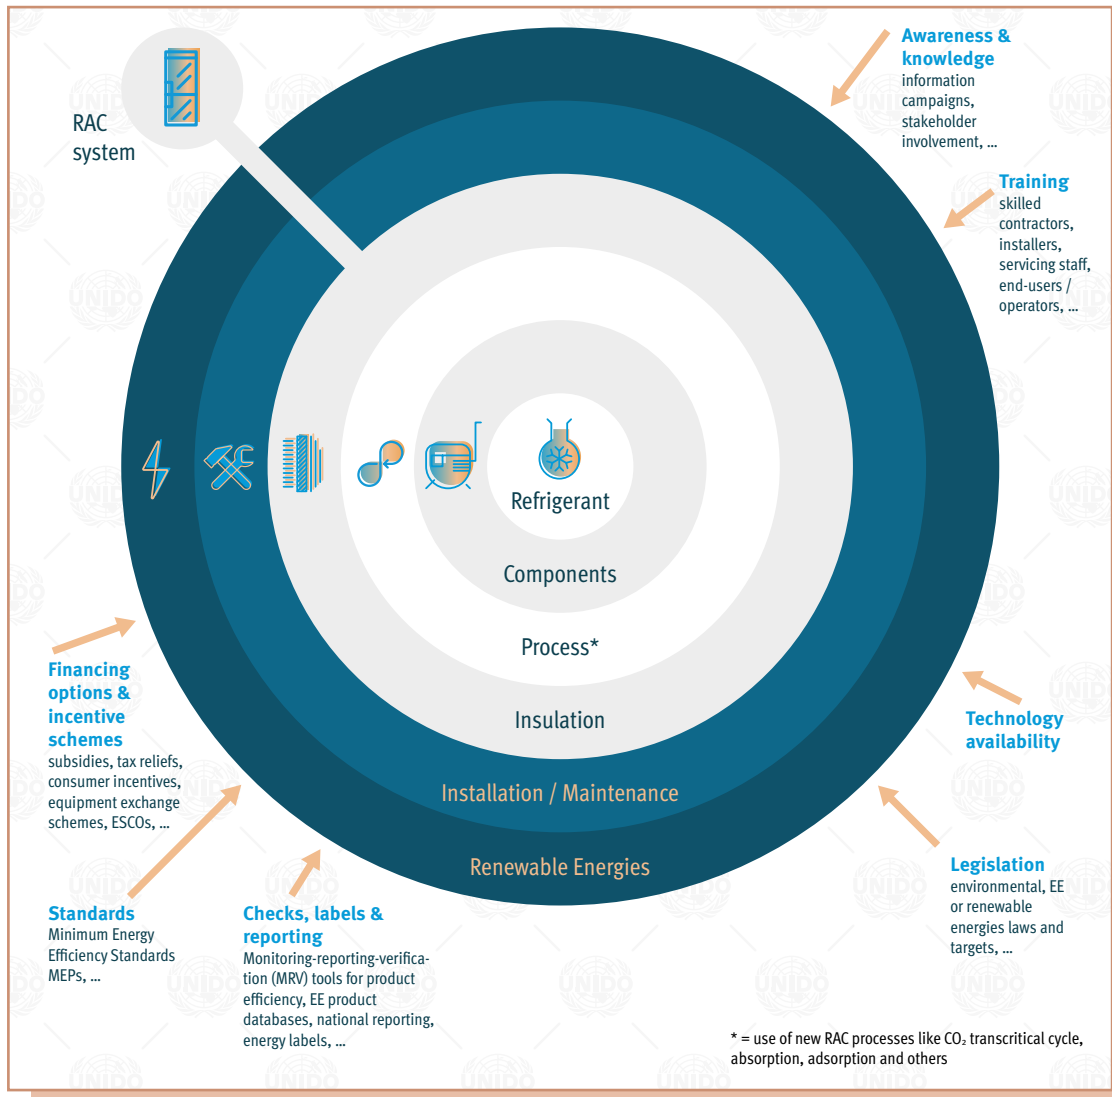 RAC
system
Awareness &
knowledge
information
campaigns,
stakeholder
involvement, ...
Training
skilled
contractors,
installers,
servicing staff,
end-users /
operators, ...
Refrigerant
Components
Process*
Insulation
Installation / Maintenance
Renewable Energies
Financing
options &
incentive
schemes
subsidies, tax reliefs,
consumer incentives,
equipment exchange
schemes, ESCOs, ...
Technology
availability
Standards
Minimum Energy
Efficiency Standards
MEPs, ...
Checks, labels &
reporting
Monitoring-reporting-verifica-
tion (MRV) tools for product
efficiency, EE product
databases, national reporting,
energy labels, ...
Legislation
environmental, EE
or renewable
energies laws and
targets, ...
* = use of new RAC processes like CO₂ transcritical cycle,
absorption, adsorption and others
UNIDO